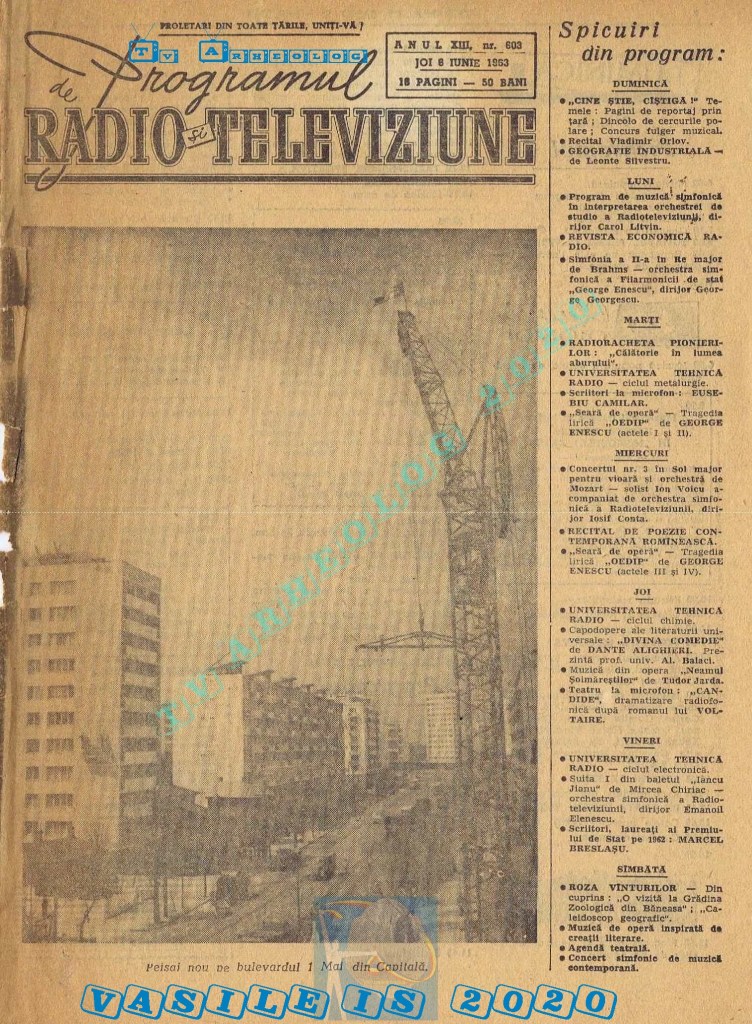 PROLETARI DIN TOATE ȚĂRILE, UNIȚI-VĂ!
Tv Arheolog
Programul
de
RADIO și TELEVIZIUNE
ANUL XIII, nr. 603
JOI 6 IUNIE 1963
16 PAGINI — 50 BANI
Spicuiri
din program:
DUMINICĂ
● „CINE ȘTIE, CÎȘTIGĂ!" Te-
mele: Pagini de reportaj prin
țară; Dincolo de cercurile po-
lare; Concurs fulger muzical.
● Recital Vladimir Orlov.
● GEOGRAFIE INDUSTRIALĂ —
de Leonte Silvestru.
LUNI
● Program de muzică simfonică
în interpretarea orchestrei de
studio a Radioteleviziunii, di-
rijor Carol Litvin.
● REVISTA ECONOMICĂ RA-
DIO.
● Simfonia a II-a în Re major
de Brahms — orchestra sim-
fonică a Filarmonicii de stat
„George Enescu", dirijor Geor-
ge Georgescu.
MARȚI
● RADIORACHETA PIONIERI-
LOR: „Călătorie în lumea
aburului".
● UNIVERSITATEA TEHNICĂ
RADIO — ciclul metalurgie.
● Scriitori la microfon: EUSE-
BIU CAMILAR.
● „Seară de operă" — Tragedia
lirică „OEDIP" de GEORGE
ENESCU (actele I și II).
MIERCURI
● Concertul nr. 3 în Sol major
pentru vioară și orchestră de
Mozart — solist Ion Voicu a-
companiat de orchestra simfo-
nică a Radioteleviziunii, diri-
jor Iosif Conta.
● RECITAL DE POEZIE CON-
TEMPORANĂ ROMÎNEASCĂ.
● „Seară de operă" — Tragedia
lirică „OEDIP" de GEORGE
ENESCU (actele III și IV).
JOI
● UNIVERSITATEA TEHNICĂ
RADIO — ciclul chimie.
● Capodopere ale literaturii uni-
versale: „DIVINA COMEDIE"
de DANTE ALIGHIERI. Pre-
zintă prof. univ. Al. Balaci.
● Muzică din opera „Neamul
Șoimăreștilor" de Tudor Jarda.
● Teatru la microfon: „CAN-
DIDE", dramatizare radiofo-
nică după romanul lui VOL-
TAIRE.
VINERI
● UNIVERSITATEA TEHNICĂ
RADIO — ciclul electronică.
● Suita I din baletul „Iancu
Jianu" de Mircea Chiriac —
orchestra simfonică a Radio-
televiziunii, dirijor Emanoil
Elenescu.
● Scriitori, laureați ai Premiu-
lui de Stat pe 1962: MARCEL
BRESLAȘU.
SÎMBĂTĂ
● ROZA VÎNTURILOR — Din
cuprins: „O vizită la Grădina
Zoologică din Băneasa"; „Ca-
leidoscop geografic".
● Muzică de operă inspirată de
creații literare.
● Agendă teatrală.
● Concert simfonic de muzică
contemporană.
TV ARHEOLOG 2020
Peisaj nou pe bulevardul 1 Mai din Capitală.
VASILE IS 2020